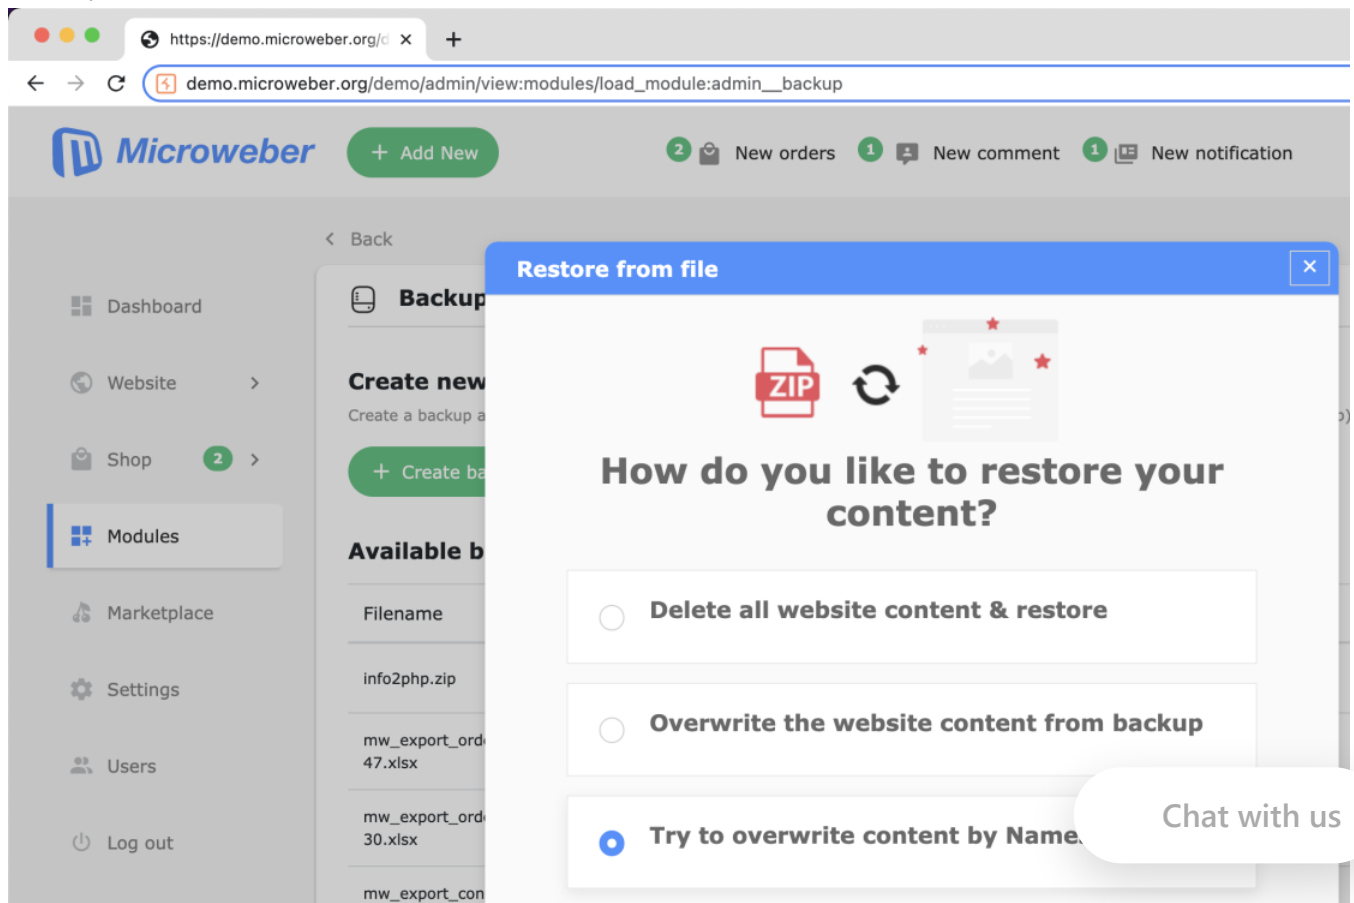 https://demo.microweber.org/d
demo.microweber.org/demo/admin/view:modules/load_module:admin__backup
Microweber
+ Add New
2 New orders
1 New comment
1 New notification
Back
Dashboard
Website
Shop 2
Modules
Marketplace
Settings
Users
Log out
Backup
Create new
Create a backup a
+ Create ba
Available b
Filename
info2php.zip
mw_export_ord
47.xlsx
mw_export_ord
30.xlsx
mw_export_con
Restore from file
ZIP
How do you like to restore your
content?
Delete all website content & restore
Overwrite the website content from backup
Try to overwrite content by Name
Chat with us